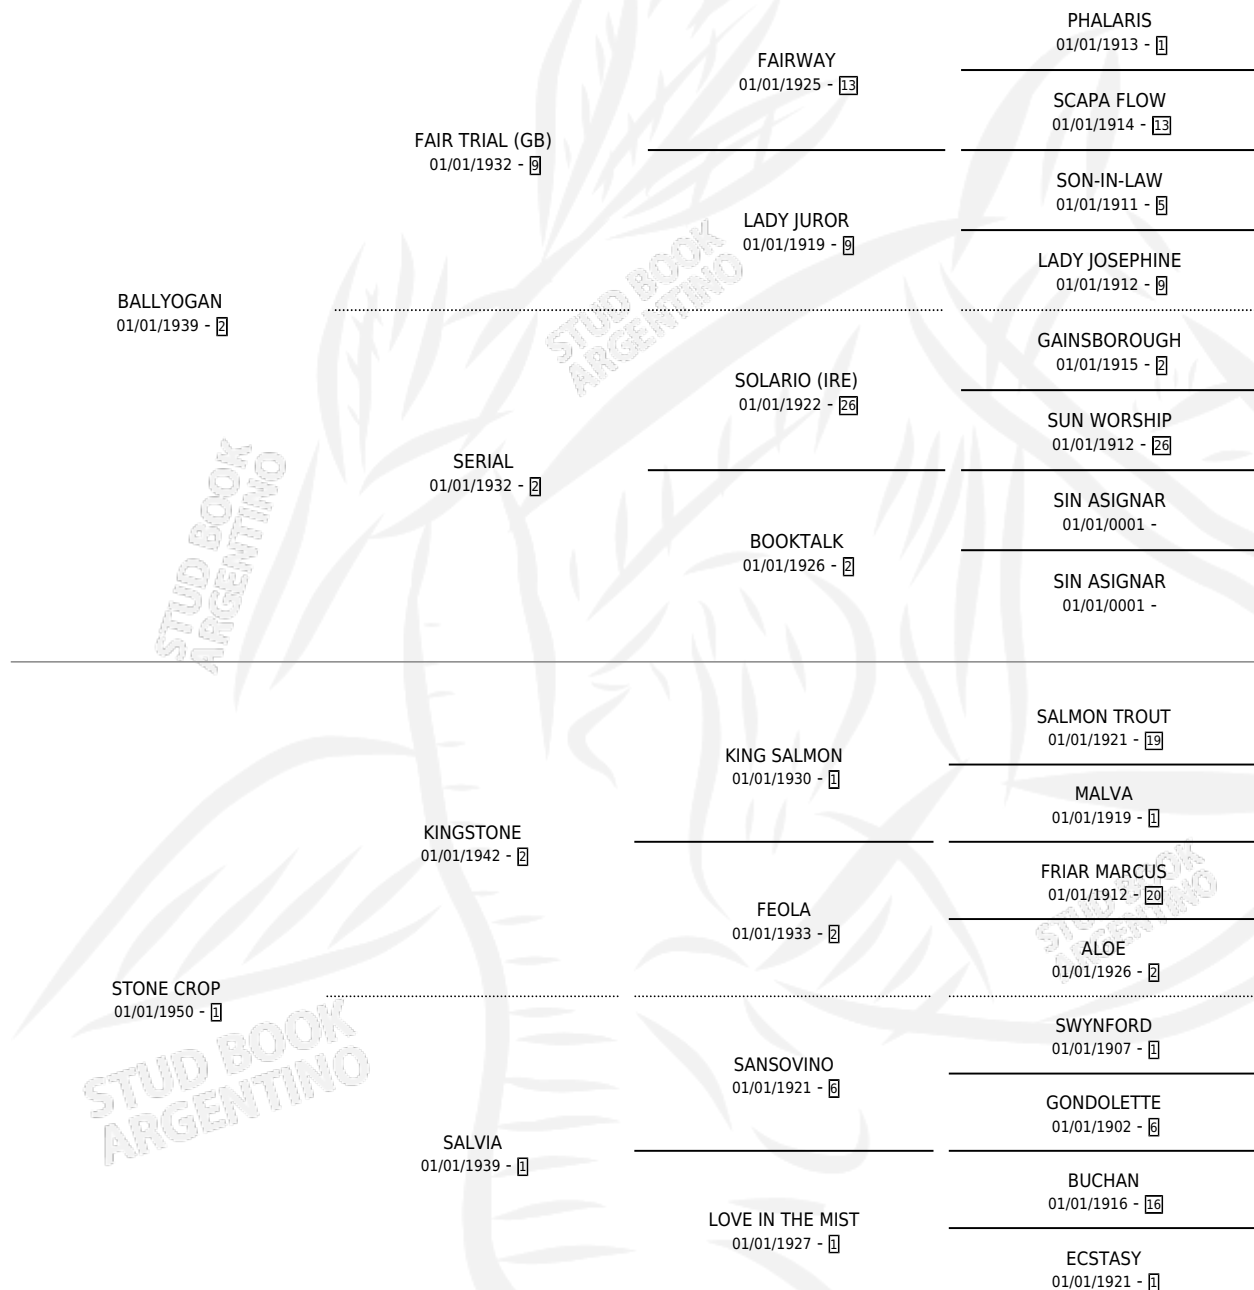 PHALARIS
01/01/1913 - 1
FAIRWAY
01/01/1925 - 13
SCAPA FLOW
01/01/1914 - 13
FAIR TRIAL (GB)
01/01/1932 - 9
SON-IN-LAW
01/01/1911 - 5
LADY JUROR
01/01/1919 - 9
LADY JOSEPHINE
01/01/1912 - 9
BALLYOGAN
01/01/1939 - 2
GAINSBOROUGH
01/01/1915 - 2
SOLARIO (IRE)
01/01/1922 - 26
SUN WORSHIP
01/01/1912 - 26
SERIAL
01/01/1932 - 2
SIN ASIGNAR
01/01/0001 -
BOOKTALK
01/01/1926 - 2
SIN ASIGNAR
01/01/0001 -
SALMON TROUT
01/01/1921 - 19
KING SALMON
01/01/1930 - 1
MALVA
01/01/1919 - 1
KINGSTONE
01/01/1942 - 2
FRIAR MARCUS
01/01/1912 - 20
FEOLA
01/01/1933 - 2
ALOE
01/01/1926 - 2
STONE CROP
01/01/1950 - 1
SWYNFORD
01/01/1907 - 1
SANSOVINO
01/01/1921 - 6
GONDOLETTE
01/01/1902 - 6
SALVIA
01/01/1939 - 1
BUCHAN
01/01/1916 - 16
LOVE IN THE MIST
01/01/1927 - 1
ECSTASY
01/01/1921 - 1
STUD BOOK
ARGENTINO
STUD BOOK
ARGENTINO
STUD BOOK
ARGENTINO
STUD BOOK
ARGENTINO